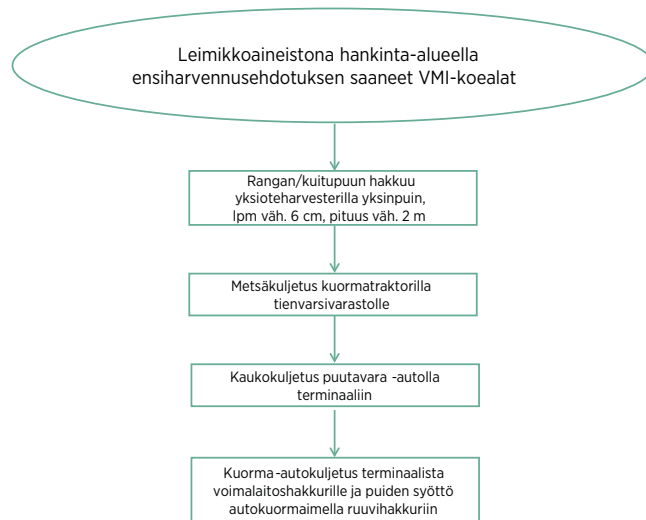 Leimikkoaineistona hankinta-alueella
ensiharvennusehdotuksen saaneet VMI-koealat
Rangan/kuitupuun hakkuu
yksioteharvesterilla yksinpuin,
lpm väh. 6 cm, pituus väh. 2 m
Metsäkuljetus kuormatraktorilla
tienvarsivarastolle
Kaukokuljetus puutavara -autolla
terminaaliin
Kuorma-autokuljetus terminaalista
voimalaitoshakkurille ja puiden syöttö
autokuormaimella ruuvihakkuriin